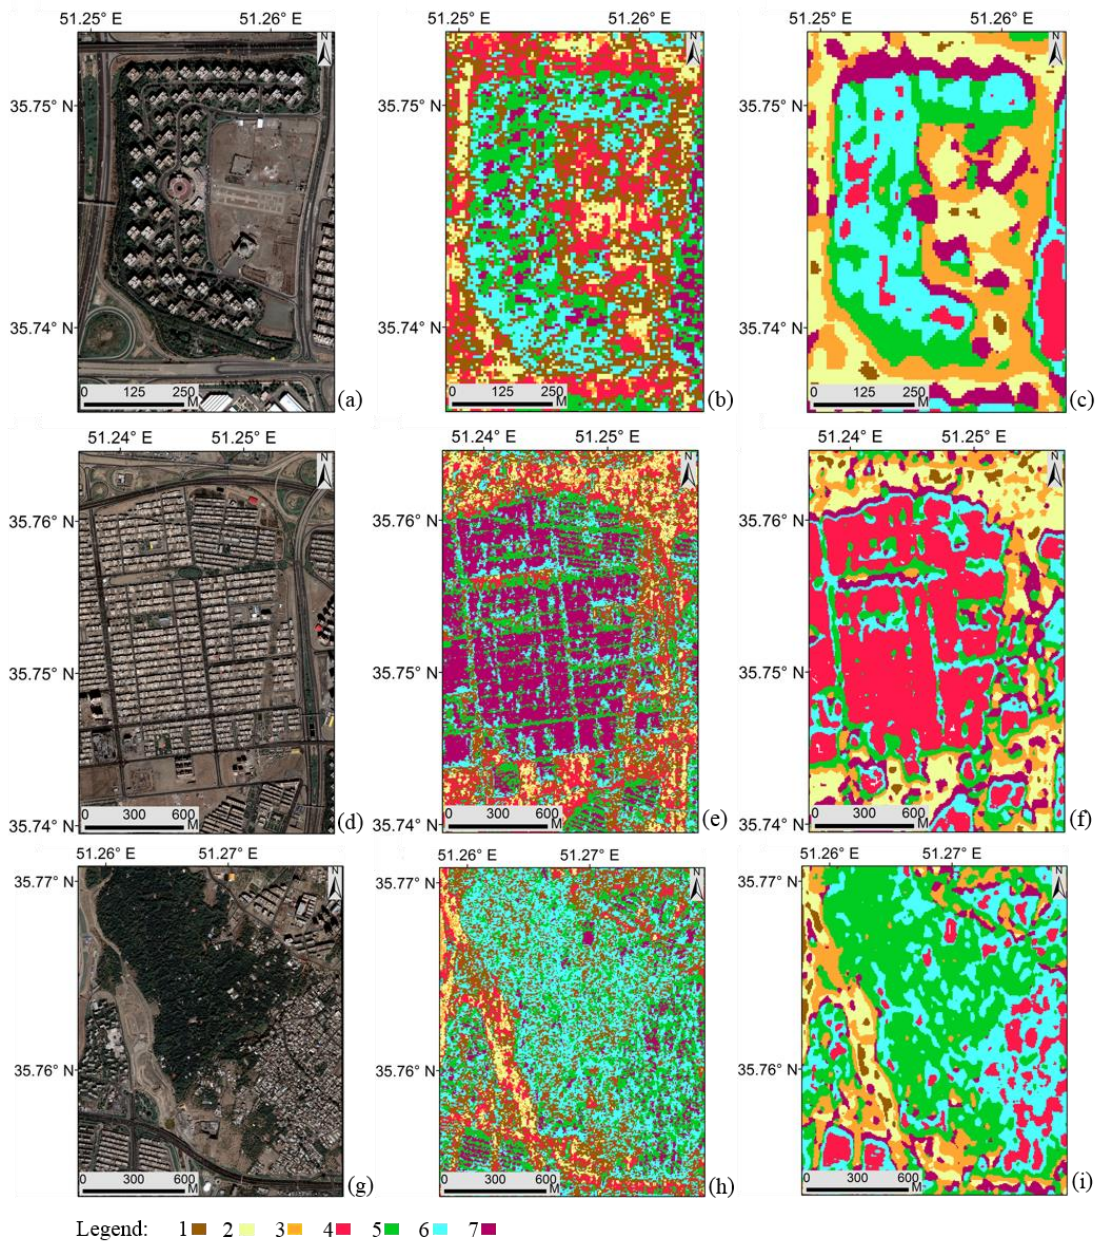 51.25° E 51.26° E 51.25° E 51.26° E 51.25° E 51.26° E
N N N
35.75° N 35.75° N 35.75° N
35.74° N 35.74° N 35.74° N
0 125 250 M (a) 0 125 250 M (b) 0 125 250 M (c)
51.24° E 51.25° E 51.24° E 51.25° E 51.24° E 51.25° E
N N N
35.76° N 35.76° N 35.76° N
35.75° N 35.75° N 35.75° N
0 300 600 M (d) 0 300 600 M (e) 0 300 600 M (f)
35.74° N 35.74° N 35.74° N
51.26° E 51.27° E 51.26° E 51.27° E 51.26° E 51.27° E
35.77° N N 35.77° N N 35.77° N N
35.76° N 35.76° N 35.76° N
0 300 600 M (g) 0 300 600 M (h) 0 300 600 M (i)
Legend: 1 2 3 4 5 6 7